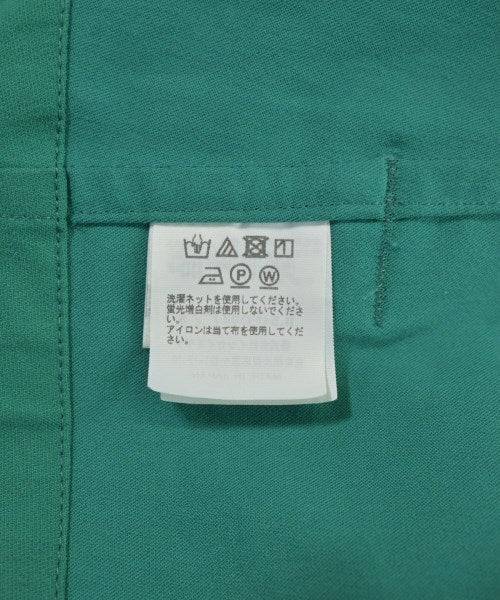 P W
洗濯ネットを使用してください。
蛍光増白剤は使用しないでくださ
い。
アイロンは当て布を使用してくださ
い。